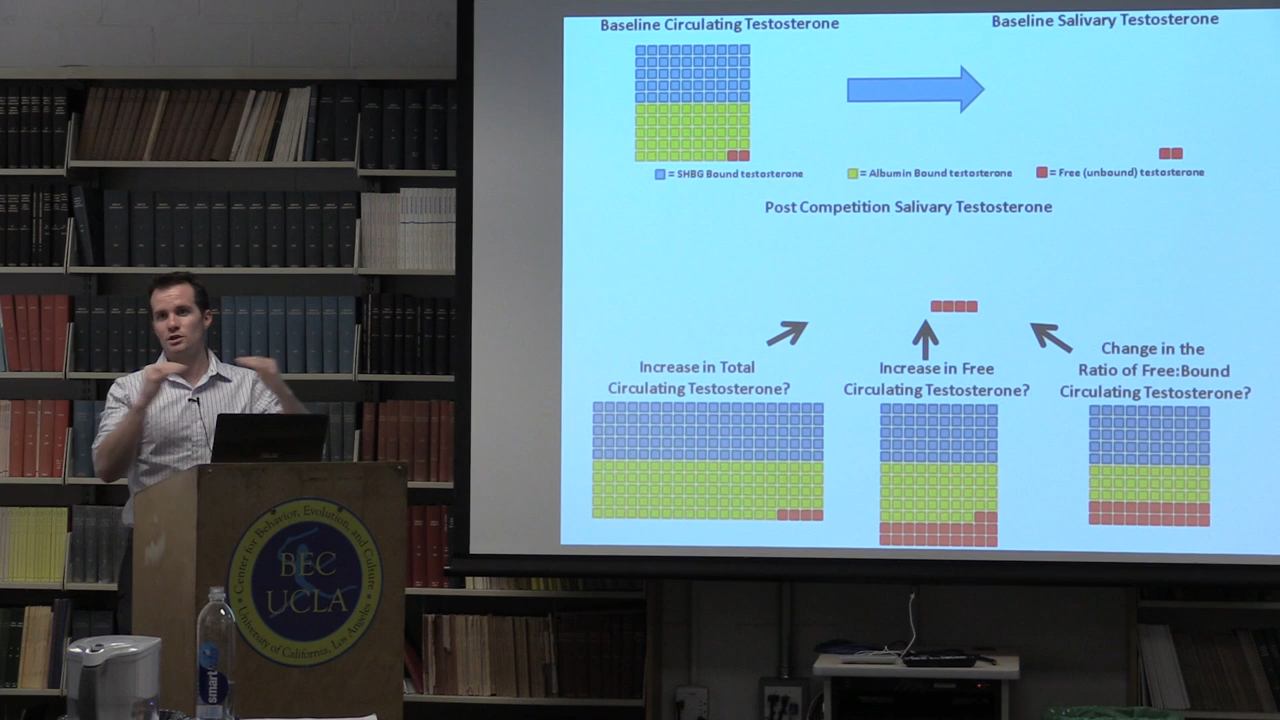 Baseline Circulating Testosterone
Baseline Salivary Testosterone
= SHBG Bound testosterone
= Albumin Bound testosterone
= Free (unbound) testosterone
Post Competition Salivary Testosterone
Increase in Total
Circulating Testosterone?
Increase in Free
Circulating Testosterone?
Change in the
Ratio of Free:Bound
Circulating Testosterone?
Center for Behavior, Evolution, and Culture
BEC
UCLA
University of California, Los Angeles
smart